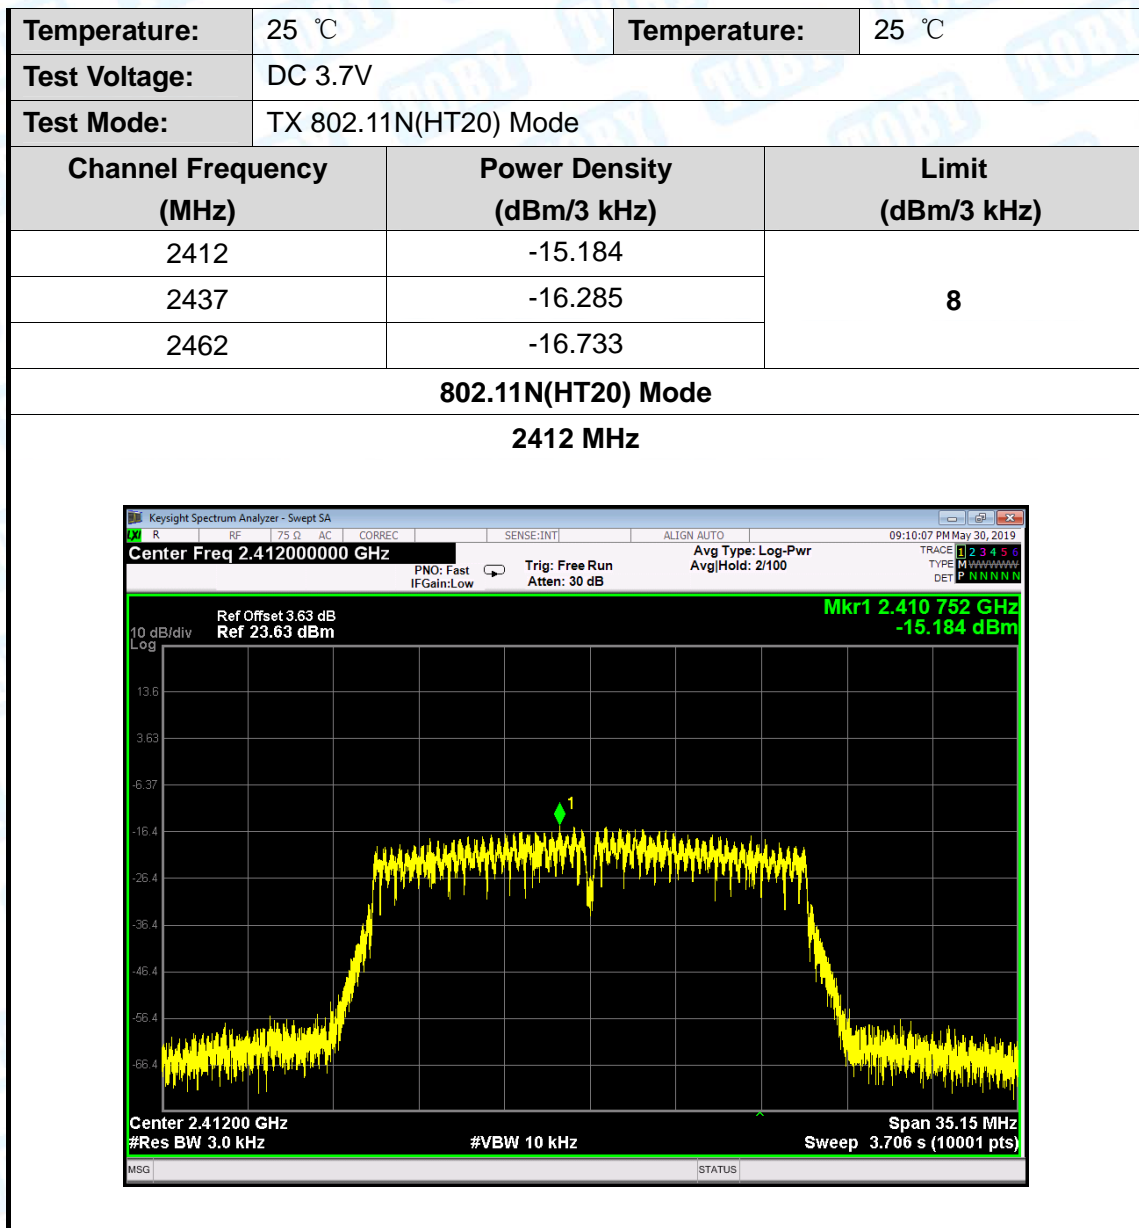 Temperature: 25 ℃ Temperature: 25 ℃
Test Voltage: DC 3.7V
Test Mode: TX 802.11N(HT20) Mode
Channel Frequency (MHz) Power Density (dBm/3 kHz) Limit (dBm/3 kHz)
2412 -15.184
2437 -16.285 8
2462 -16.733
802.11N(HT20) Mode
2412 MHz
Keysight Spectrum Analyzer - Swept SA
LXI R RF 75 Ω AC CORREC SENSE:INT ALIGN AUTO 09:10:07 PM May 30, 2019
Center Freq 2.412000000 GHz Avg Type: Log-Pwr TRACE 1 2 3 4 5 6
PNO: Fast Trig: Free Run Avg|Hold: 2/100 TYPE M WWWWW
IFGain:Low Atten: 30 dB DET P N N N N N
Mkr1 2.410 752 GHz
Ref Offset 3.63 dB
10 dB/div Ref 23.63 dBm -15.184 dBm
Log
13.6
3.63
-6.37
1
-16.4
-26.4
-36.4
-46.4
-56.4
-66.4
Center 2.41200 GHz Span 35.15 MHz
#Res BW 3.0 kHz #VBW 10 kHz Sweep 3.706 s (10001 pts)
MSG STATUS
TOBY